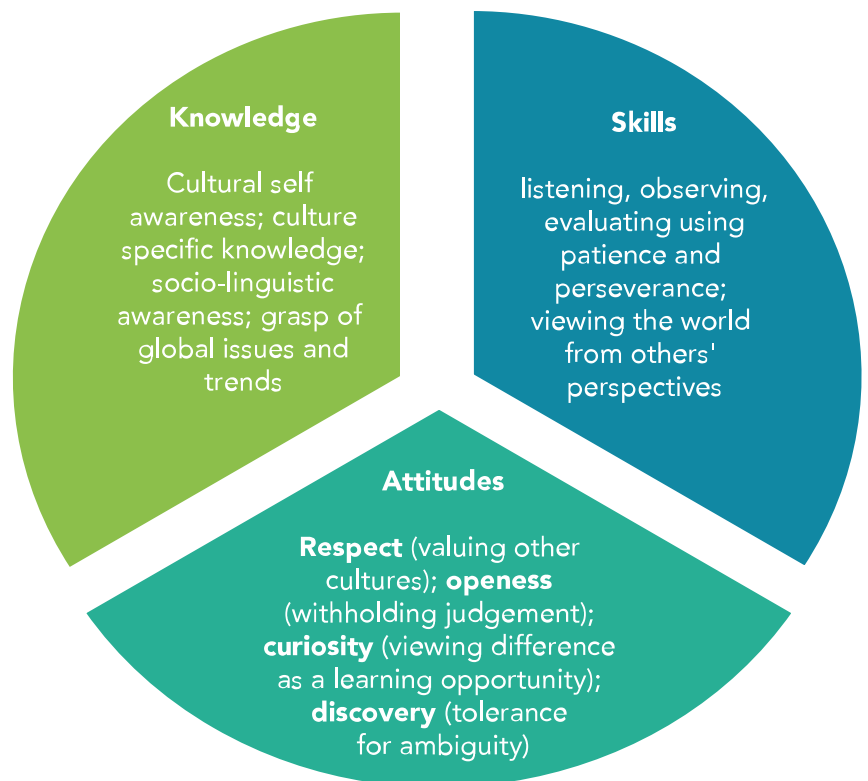 Knowledge
Cultural self
awareness; culture
specific knowledge;
socio-linguistic
awareness; grasp of
global issues and
trends
Skills
listening, observing,
evaluating using
patience and
perseverance;
viewing the world
from others'
perspectives
Attitudes
Respect (valuing other
cultures); openess
(withholding judgement);
curiosity (viewing difference
as a learning opportunity);
discovery (tolerance
for ambiguity)